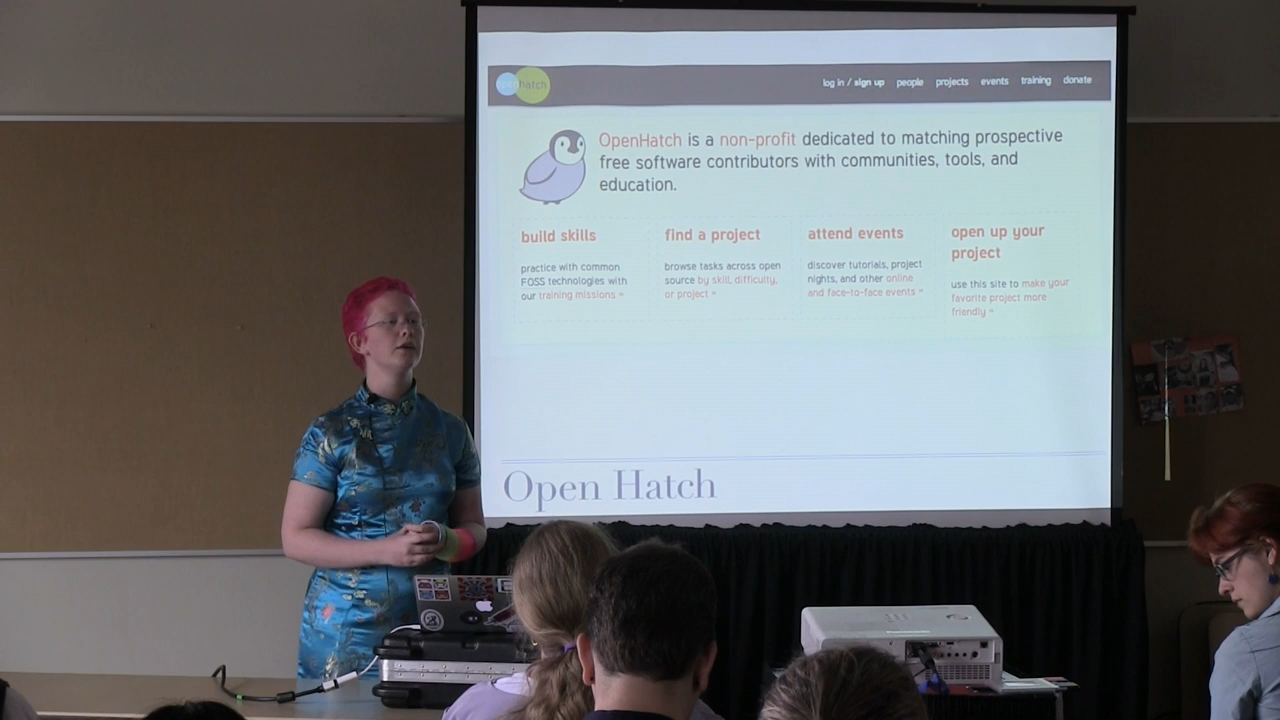 openhatch
log in / sign up people projects events training donate
OpenHatch is a non-profit dedicated to matching prospective
free software contributors with communities, tools, and
education.
build skills
practice with common
FOSS technologies with
our training missions »
find a project
browse tasks across open
source by skill, difficulty,
or project »
attend events
discover tutorials, project
nights, and other online
and face-to-face events »
open up your
project
use this site to make your
favorite project more
friendly »
Open Hatch